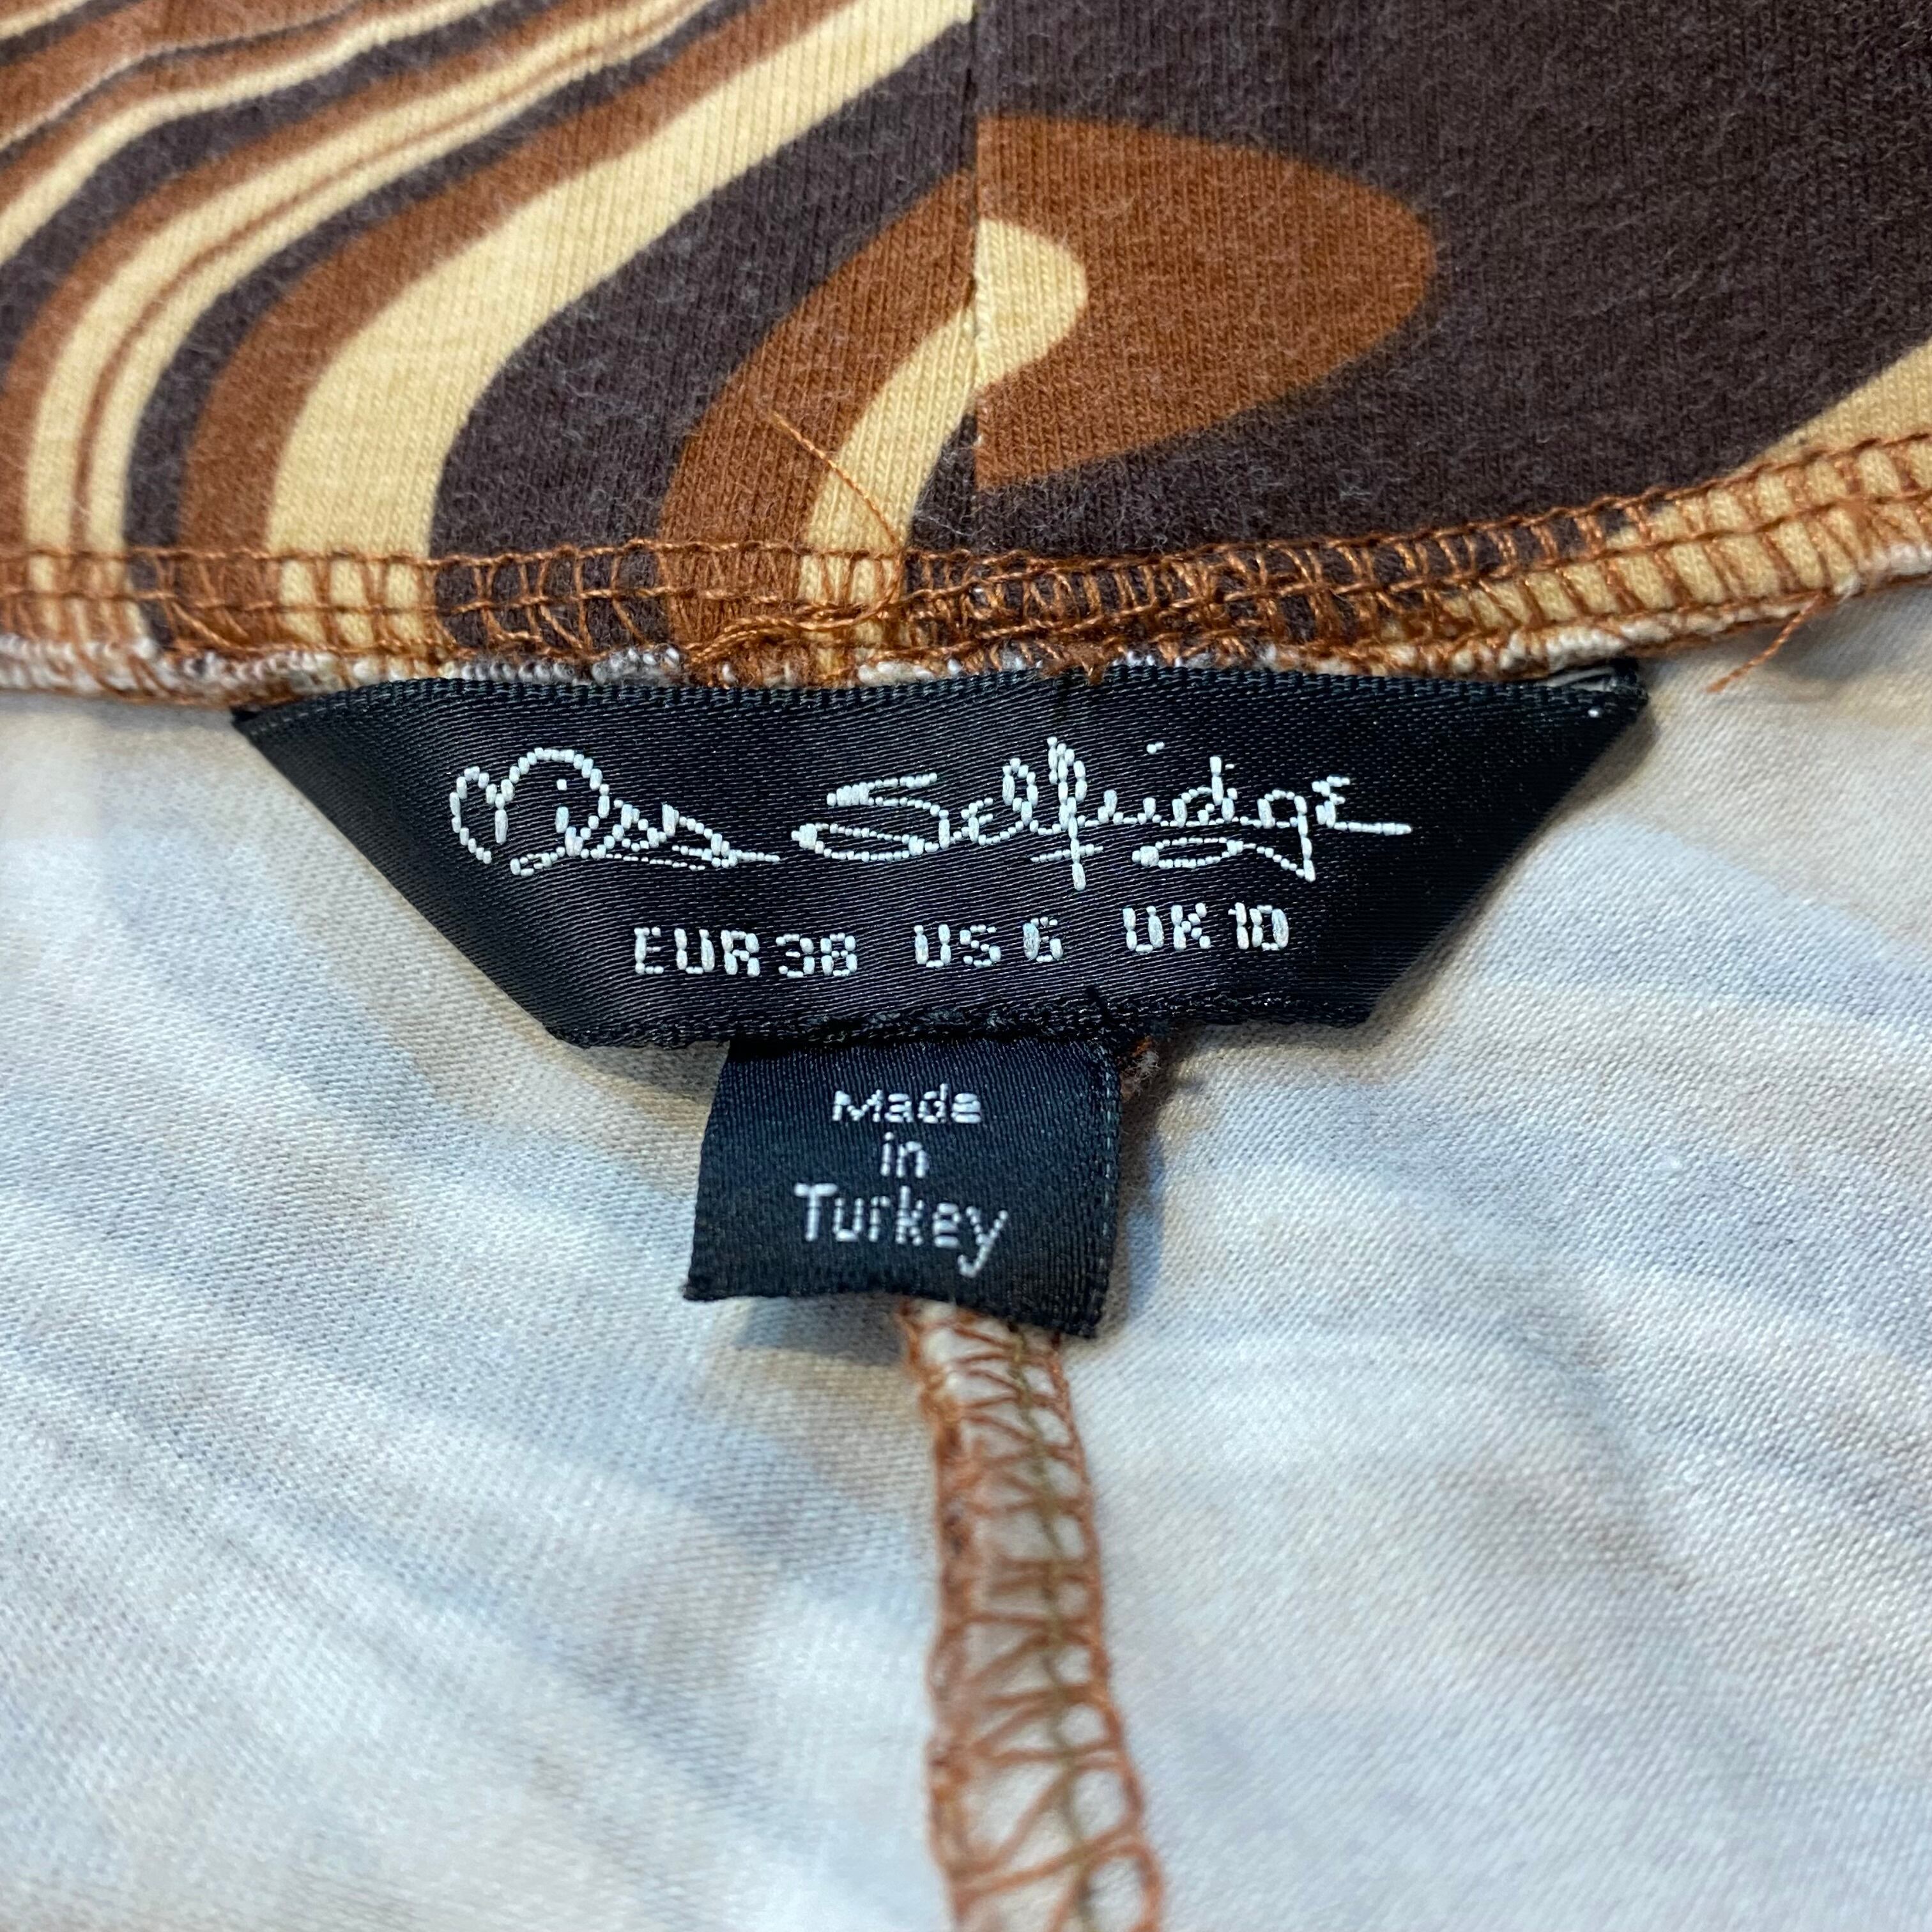 Miss Selfridge
EUR 38 US 6 UK 10
Made
in
Turkey